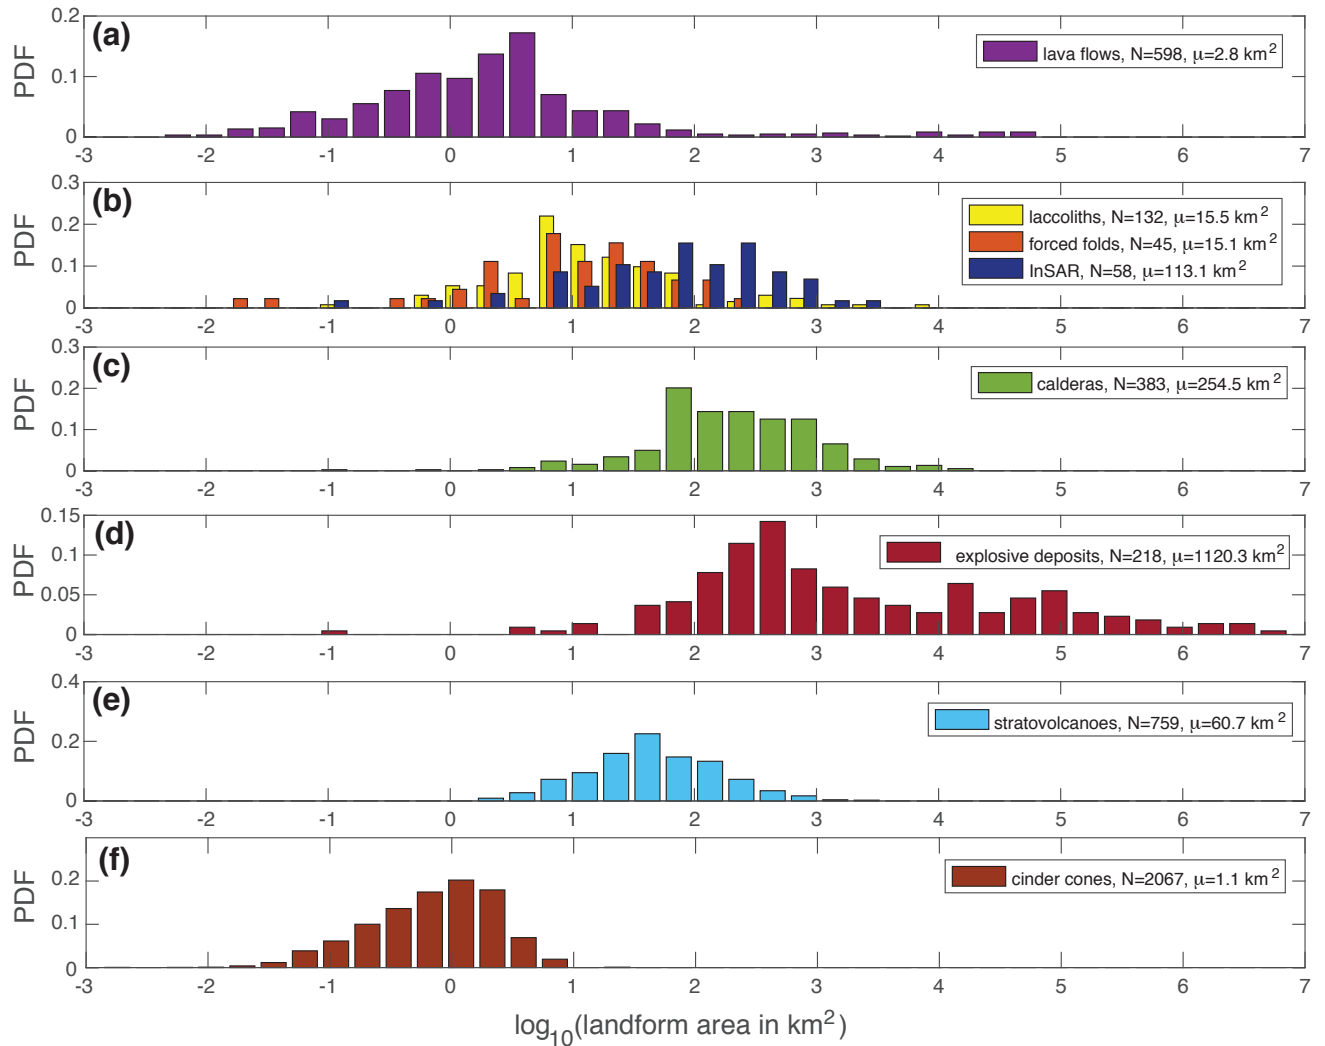 (a)
PDF
0.2
0.1
0
lava flows, N=598, μ=2.8 km²
-3 -2 -1 0 1 2 3 4 5 6 7
(b)
PDF
0.3
0.2
0.1
0
laccoliths, N=132, μ=15.5 km²
forced folds, N=45, μ=15.1 km²
InSAR, N=58, μ=113.1 km²
-3 -2 -1 0 1 2 3 4 5 6 7
(c)
PDF
0.3
0.2
0.1
0
calderas, N=383, μ=254.5 km²
-3 -2 -1 0 1 2 3 4 5 6 7
(d)
PDF
0.15
0.1
0.05
0
explosive deposits, N=218, μ=1120.3 km²
-3 -2 -1 0 1 2 3 4 5 6 7
(e)
PDF
0.4
0.2
0
stratovolcanoes, N=759, μ=60.7 km²
-3 -2 -1 0 1 2 3 4 5 6 7
(f)
PDF
0.2
0.1
0
cinder cones, N=2067, μ=1.1 km²
-3 -2 -1 0 1 2 3 4 5 6 7
log₁₀(landform area in km²)